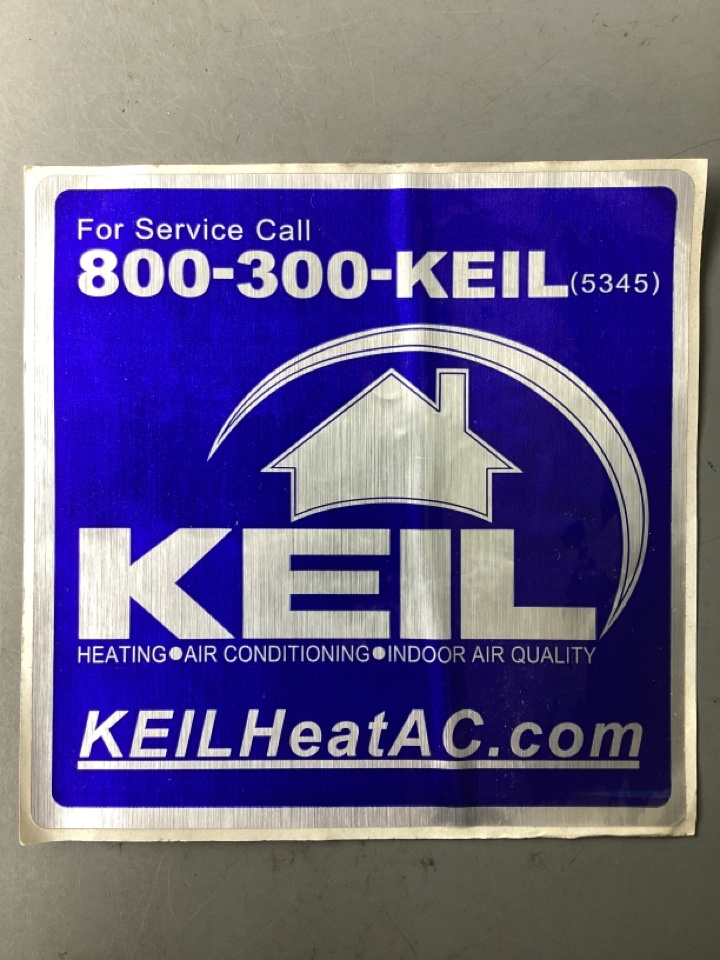 For Service Call
800-300-KEIL(5345)
KEIL
HEATING●AIR CONDITIONING●INDOOR AIR QUALITY
KEILHeatAC.com